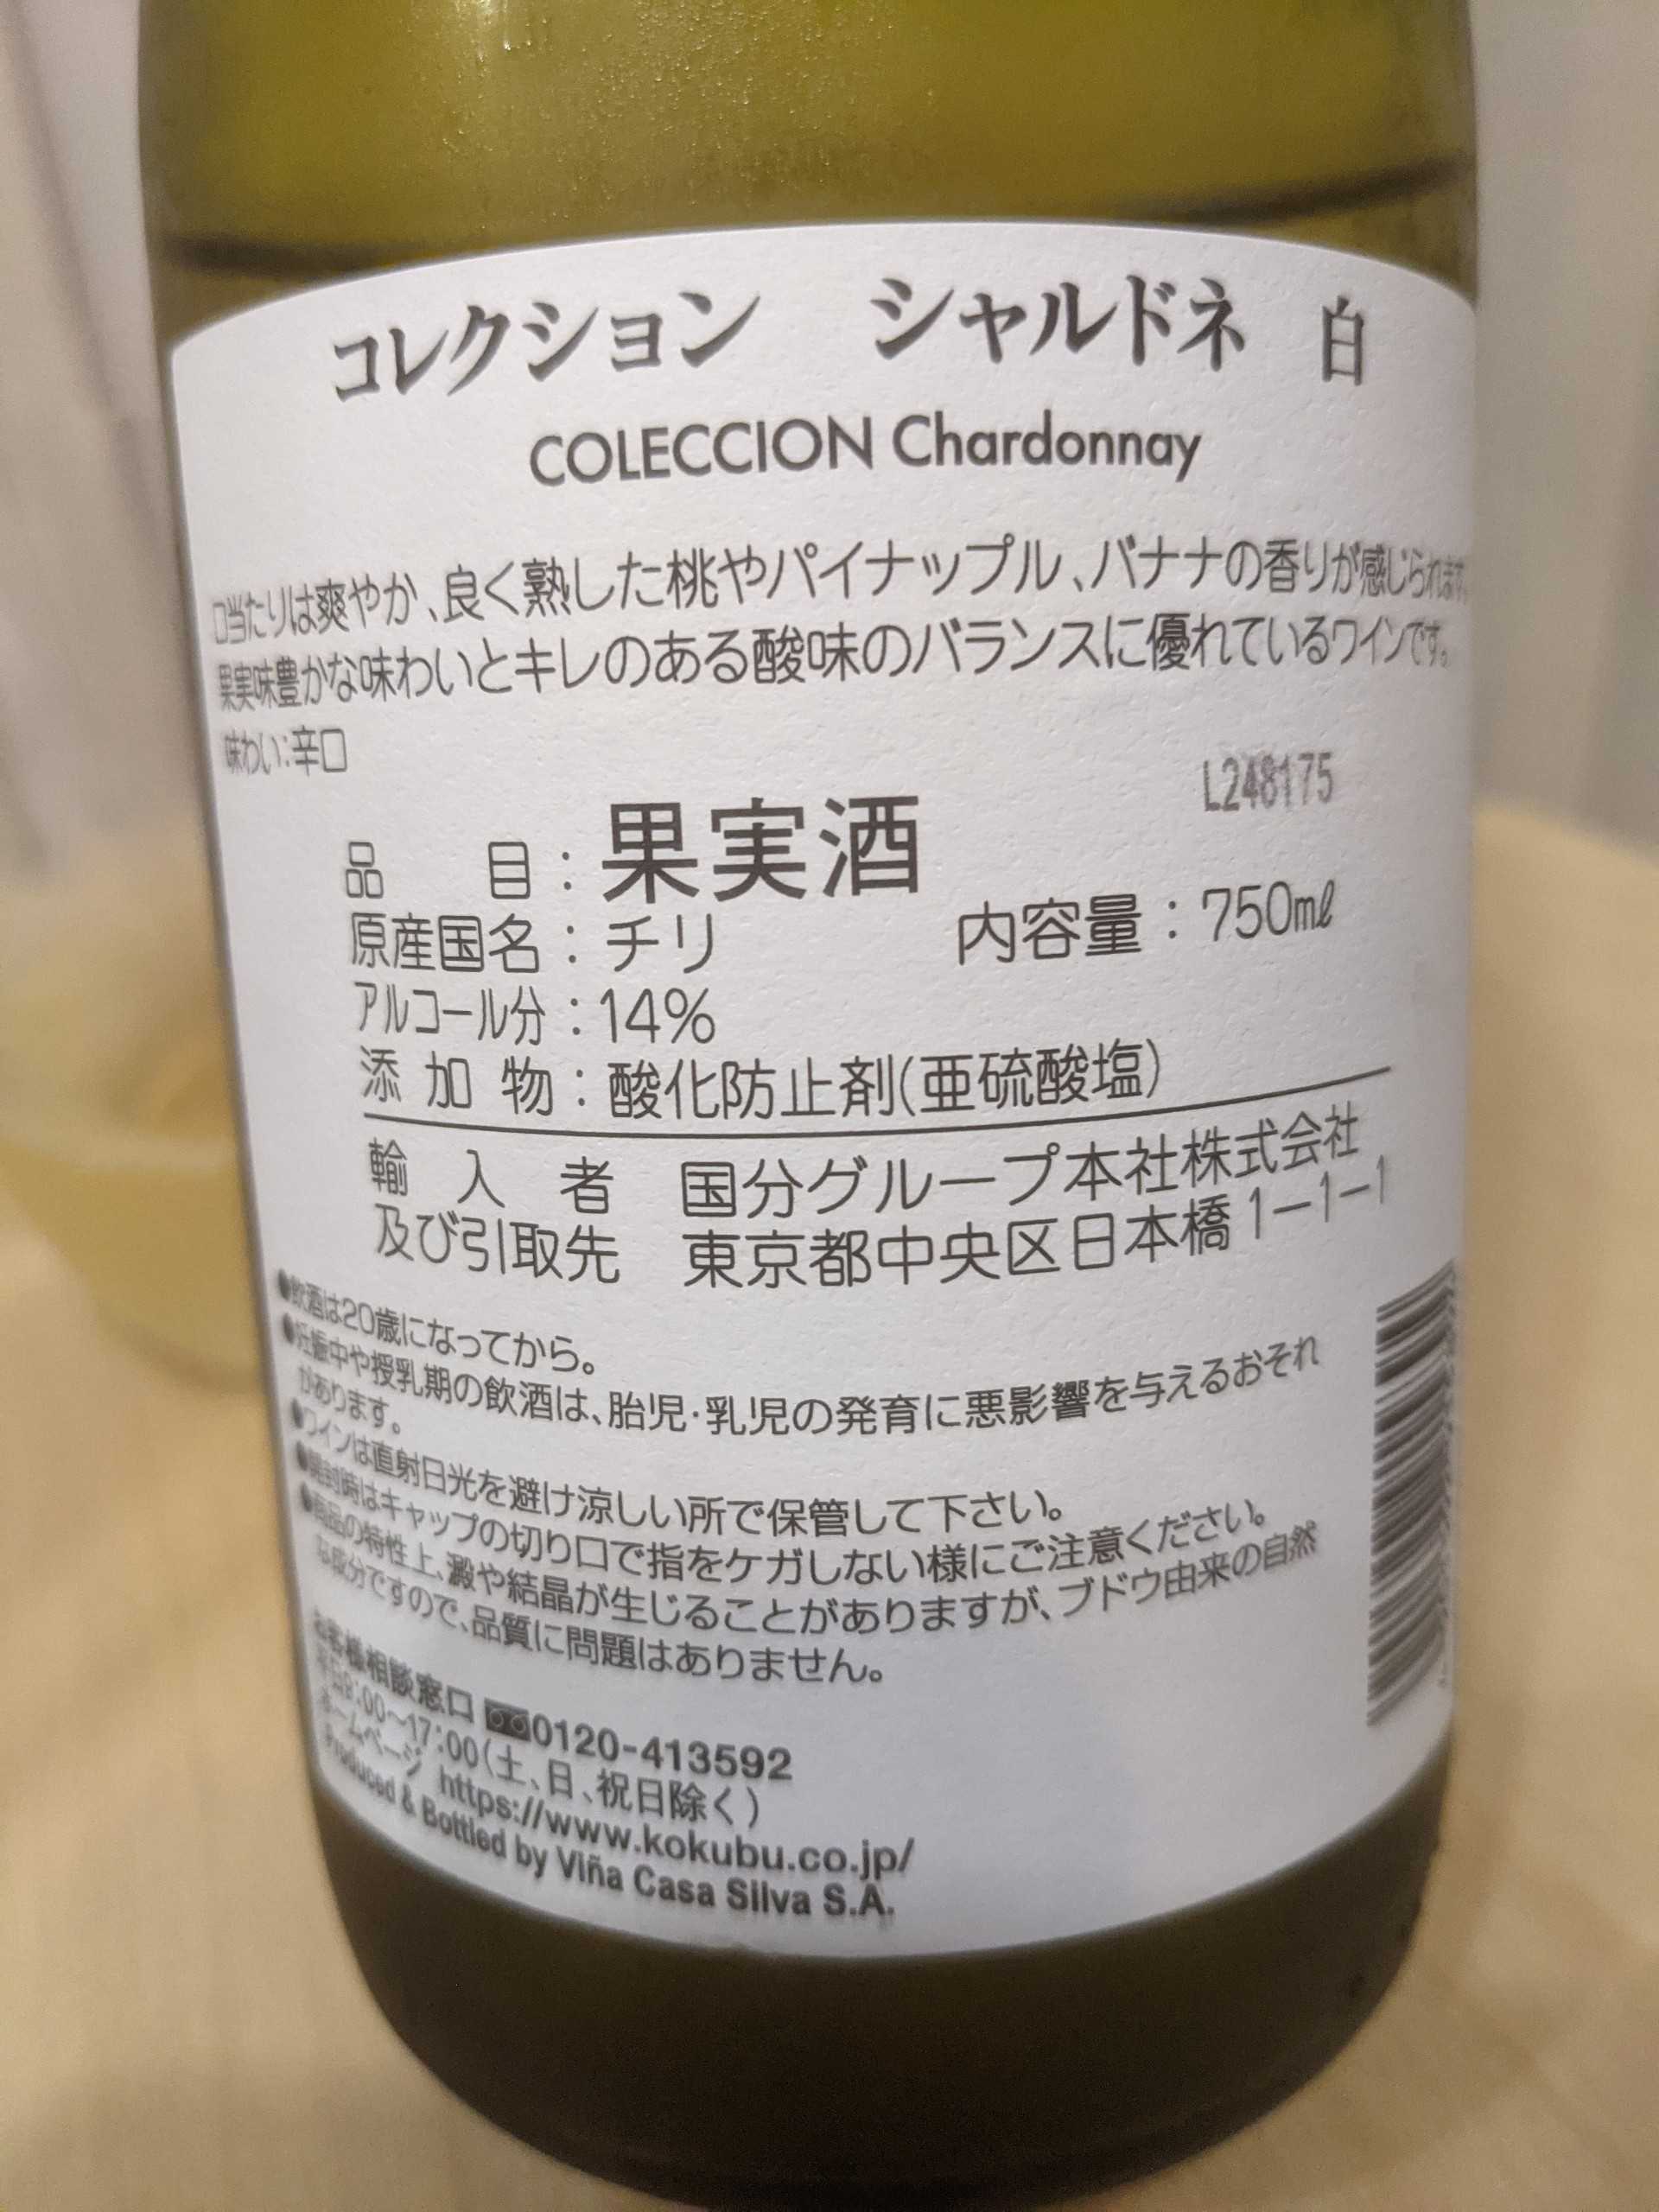 コレクション　シャルドネ　白
COLECCION Chardonnay
口当たりは爽やか、良く熟した桃やパイナップル、バナナの香りが感じられます。
果実味豊かな味わいとキレのある酸味のバランスに優れているワインです。
味わい:辛口
L248175
品　　目：果実酒
原産国名：チリ　内容量：750㎖
アルコール分：14%
添 加 物：酸化防止剤(亜硫酸塩)
輸　入　者　国分グループ本社株式会社
及び引取先　東京都中央区日本橋1-1-1
●飲酒は20歳になってから。
●妊娠中や授乳期の飲酒は、胎児・乳児の発育に悪影響を与えるおそれ
があります。
●ワインは直射日光を避け涼しい所で保管して下さい。
●開封時はキャップの切り口で指をケガしない様にご注意ください。
●商品の特性上、澱や結晶が生じることがありますが、ブドウ由来の自然
な成分ですので、品質に問題はありません。
お客様相談窓口 0120-413592
平日9:00〜17:00(土、日、祝日除く)
ホームページ https://www.kokubu.co.jp/
Produced & Bottled by Viña Casa Silva S.A.